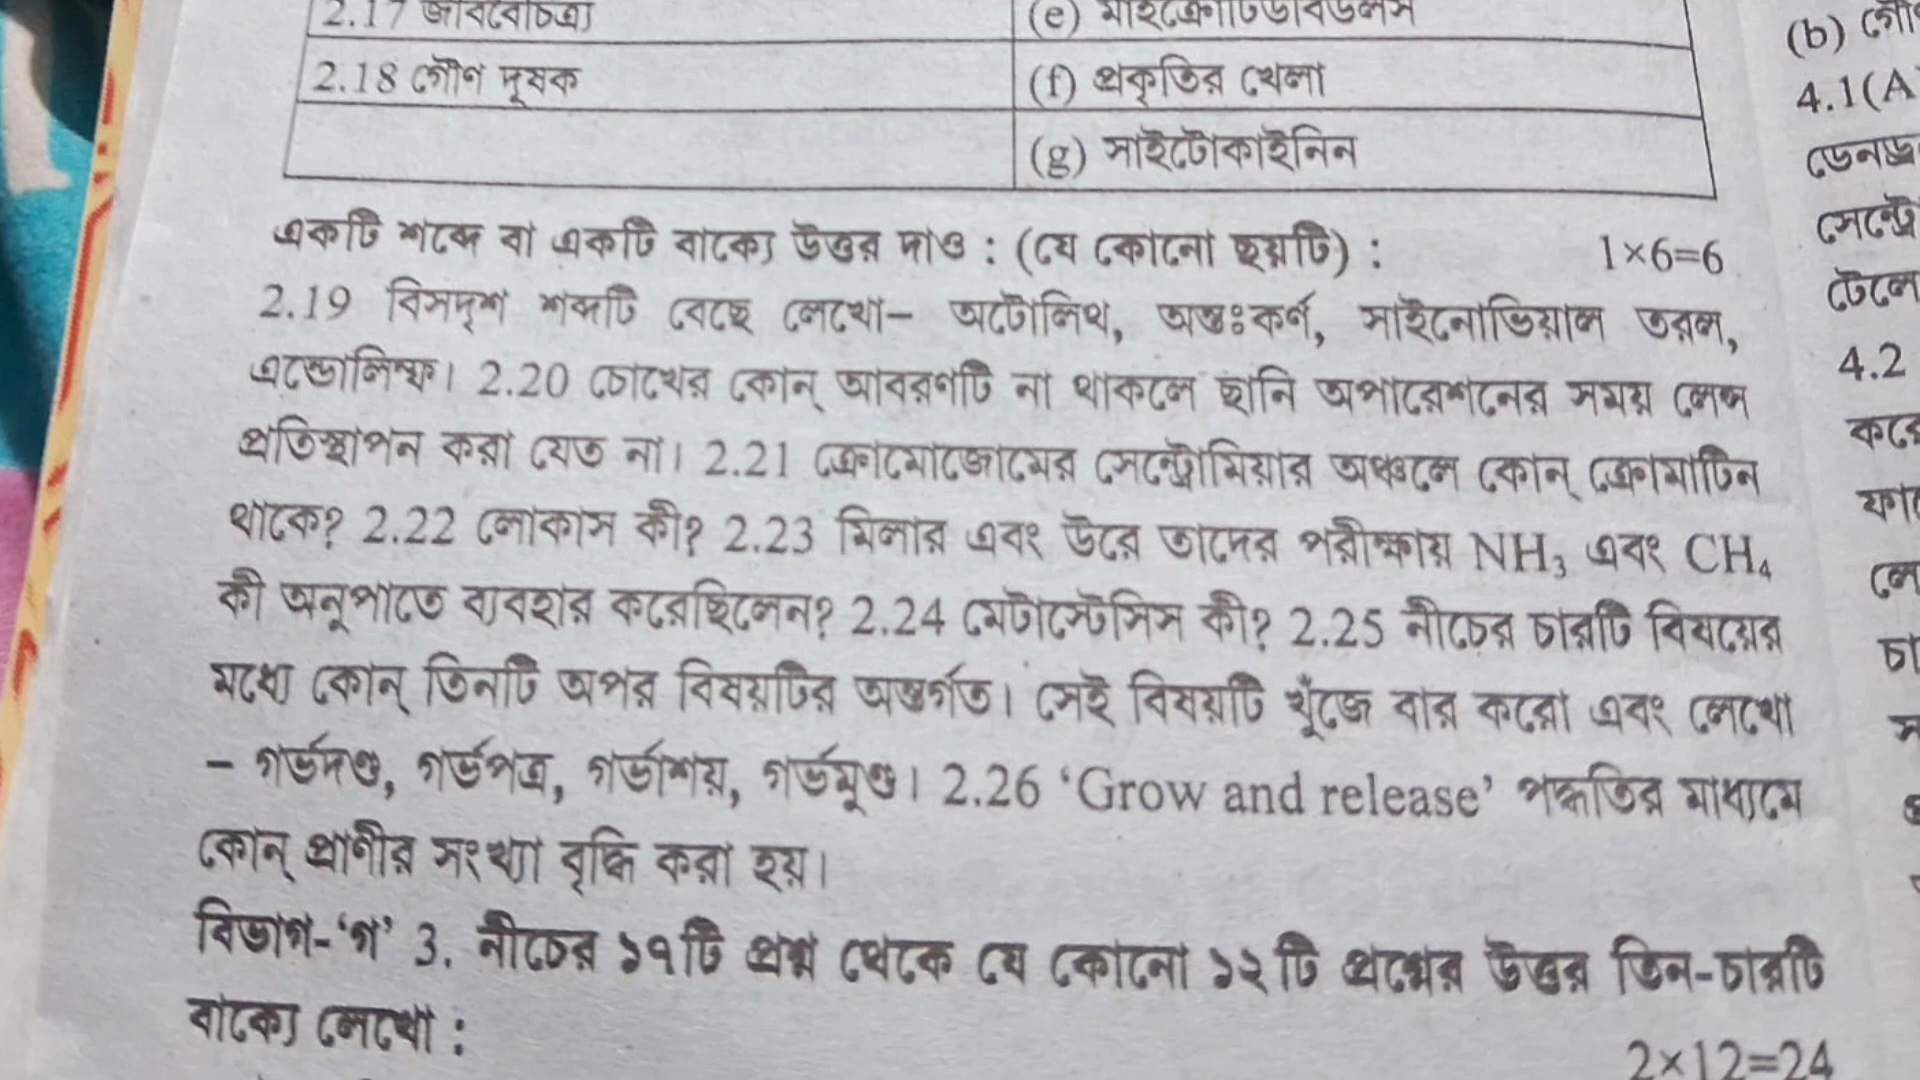 2.17 জীববৈচিত্র্য
(e) মাইক্রোটিউবিউলস
2.18 গৌণ দূষক
(f) প্রকৃতির খেলা
(g) সাইটোকাইনিন
একটি শব্দে বা একটি বাক্যে উত্তর দাও : (যে কোনো ছয়টি) : 1×6=6
2.19 বিসদৃশ শব্দটি বেছে লেখো– অটোলিথ, অন্তঃকর্ণ, সাইনোভিয়াল তরল,
এন্ডোলিম্ফ। 2.20 চোখের কোন্ আবরণটি না থাকলে ছানি অপারেশনের সময় লেন্স
প্রতিস্থাপন করা যেত না। 2.21 ক্রোমোজোমের সেন্ট্রোমিয়ার অঞ্চলে কোন্ ক্রোমাটিন
থাকে? 2.22 লোকাস কী? 2.23 মিলার এবং উরে তাদের পরীক্ষায় NH₃ এবং CH₄
কী অনুপাতে ব্যবহার করেছিলেন? 2.24 মেটাস্টেসিস কী? 2.25 নীচের চারটি বিষয়ের
মধ্যে কোন্ তিনটি অপর বিষয়টির অন্তর্গত। সেই বিষয়টি খুঁজে বার করো এবং লেখো
– গর্ভদণ্ড, গর্ভপত্র, গর্ভাশয়, গর্ভমুণ্ড। 2.26 ‘Grow and release’ পদ্ধতির মাধ্যমে
কোন্ প্রাণীর সংখ্যা বৃদ্ধি করা হয়।
বিভাগ-‘গ’ 3. নীচের ১৭টি প্রশ্ন থেকে যে কোনো ১২টি প্রশ্নের উত্তর তিন-চারটি
বাক্যে লেখো :
2×12=24
(b)
4.1(A
4.2